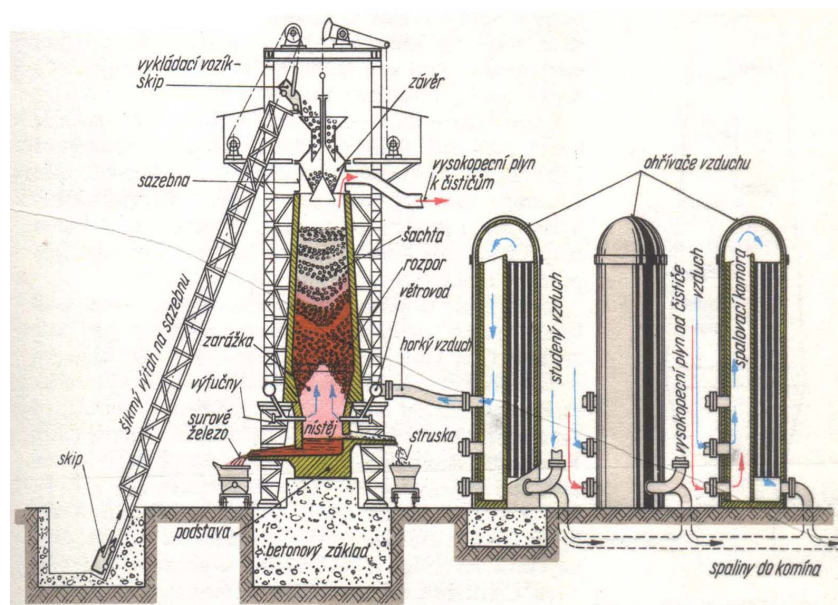 vykládací vozík-
skip
závěr
sazebna
vysokopecní plyn
k čističům
ohřívače vzduchu
šachta
rozpor
větrovod
zarážka
horký vzduch
výfučny
nístěj
surové
železo
struska
šikmý výtah na sazebnu
skip
podstava
betonový základ
studený vzduch
vysokopecní plyn od čističe
vzduch
spalovací komora
spaliny do komína